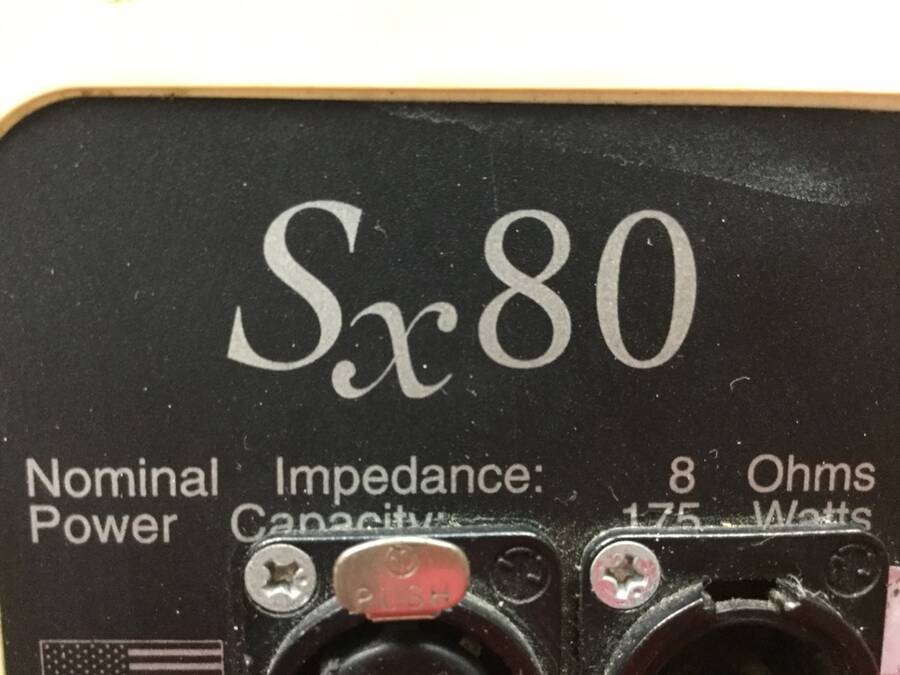 Sx80
Nominal Impedance: 8 Ohms
Power Capacity: 175 Watts
PUSH